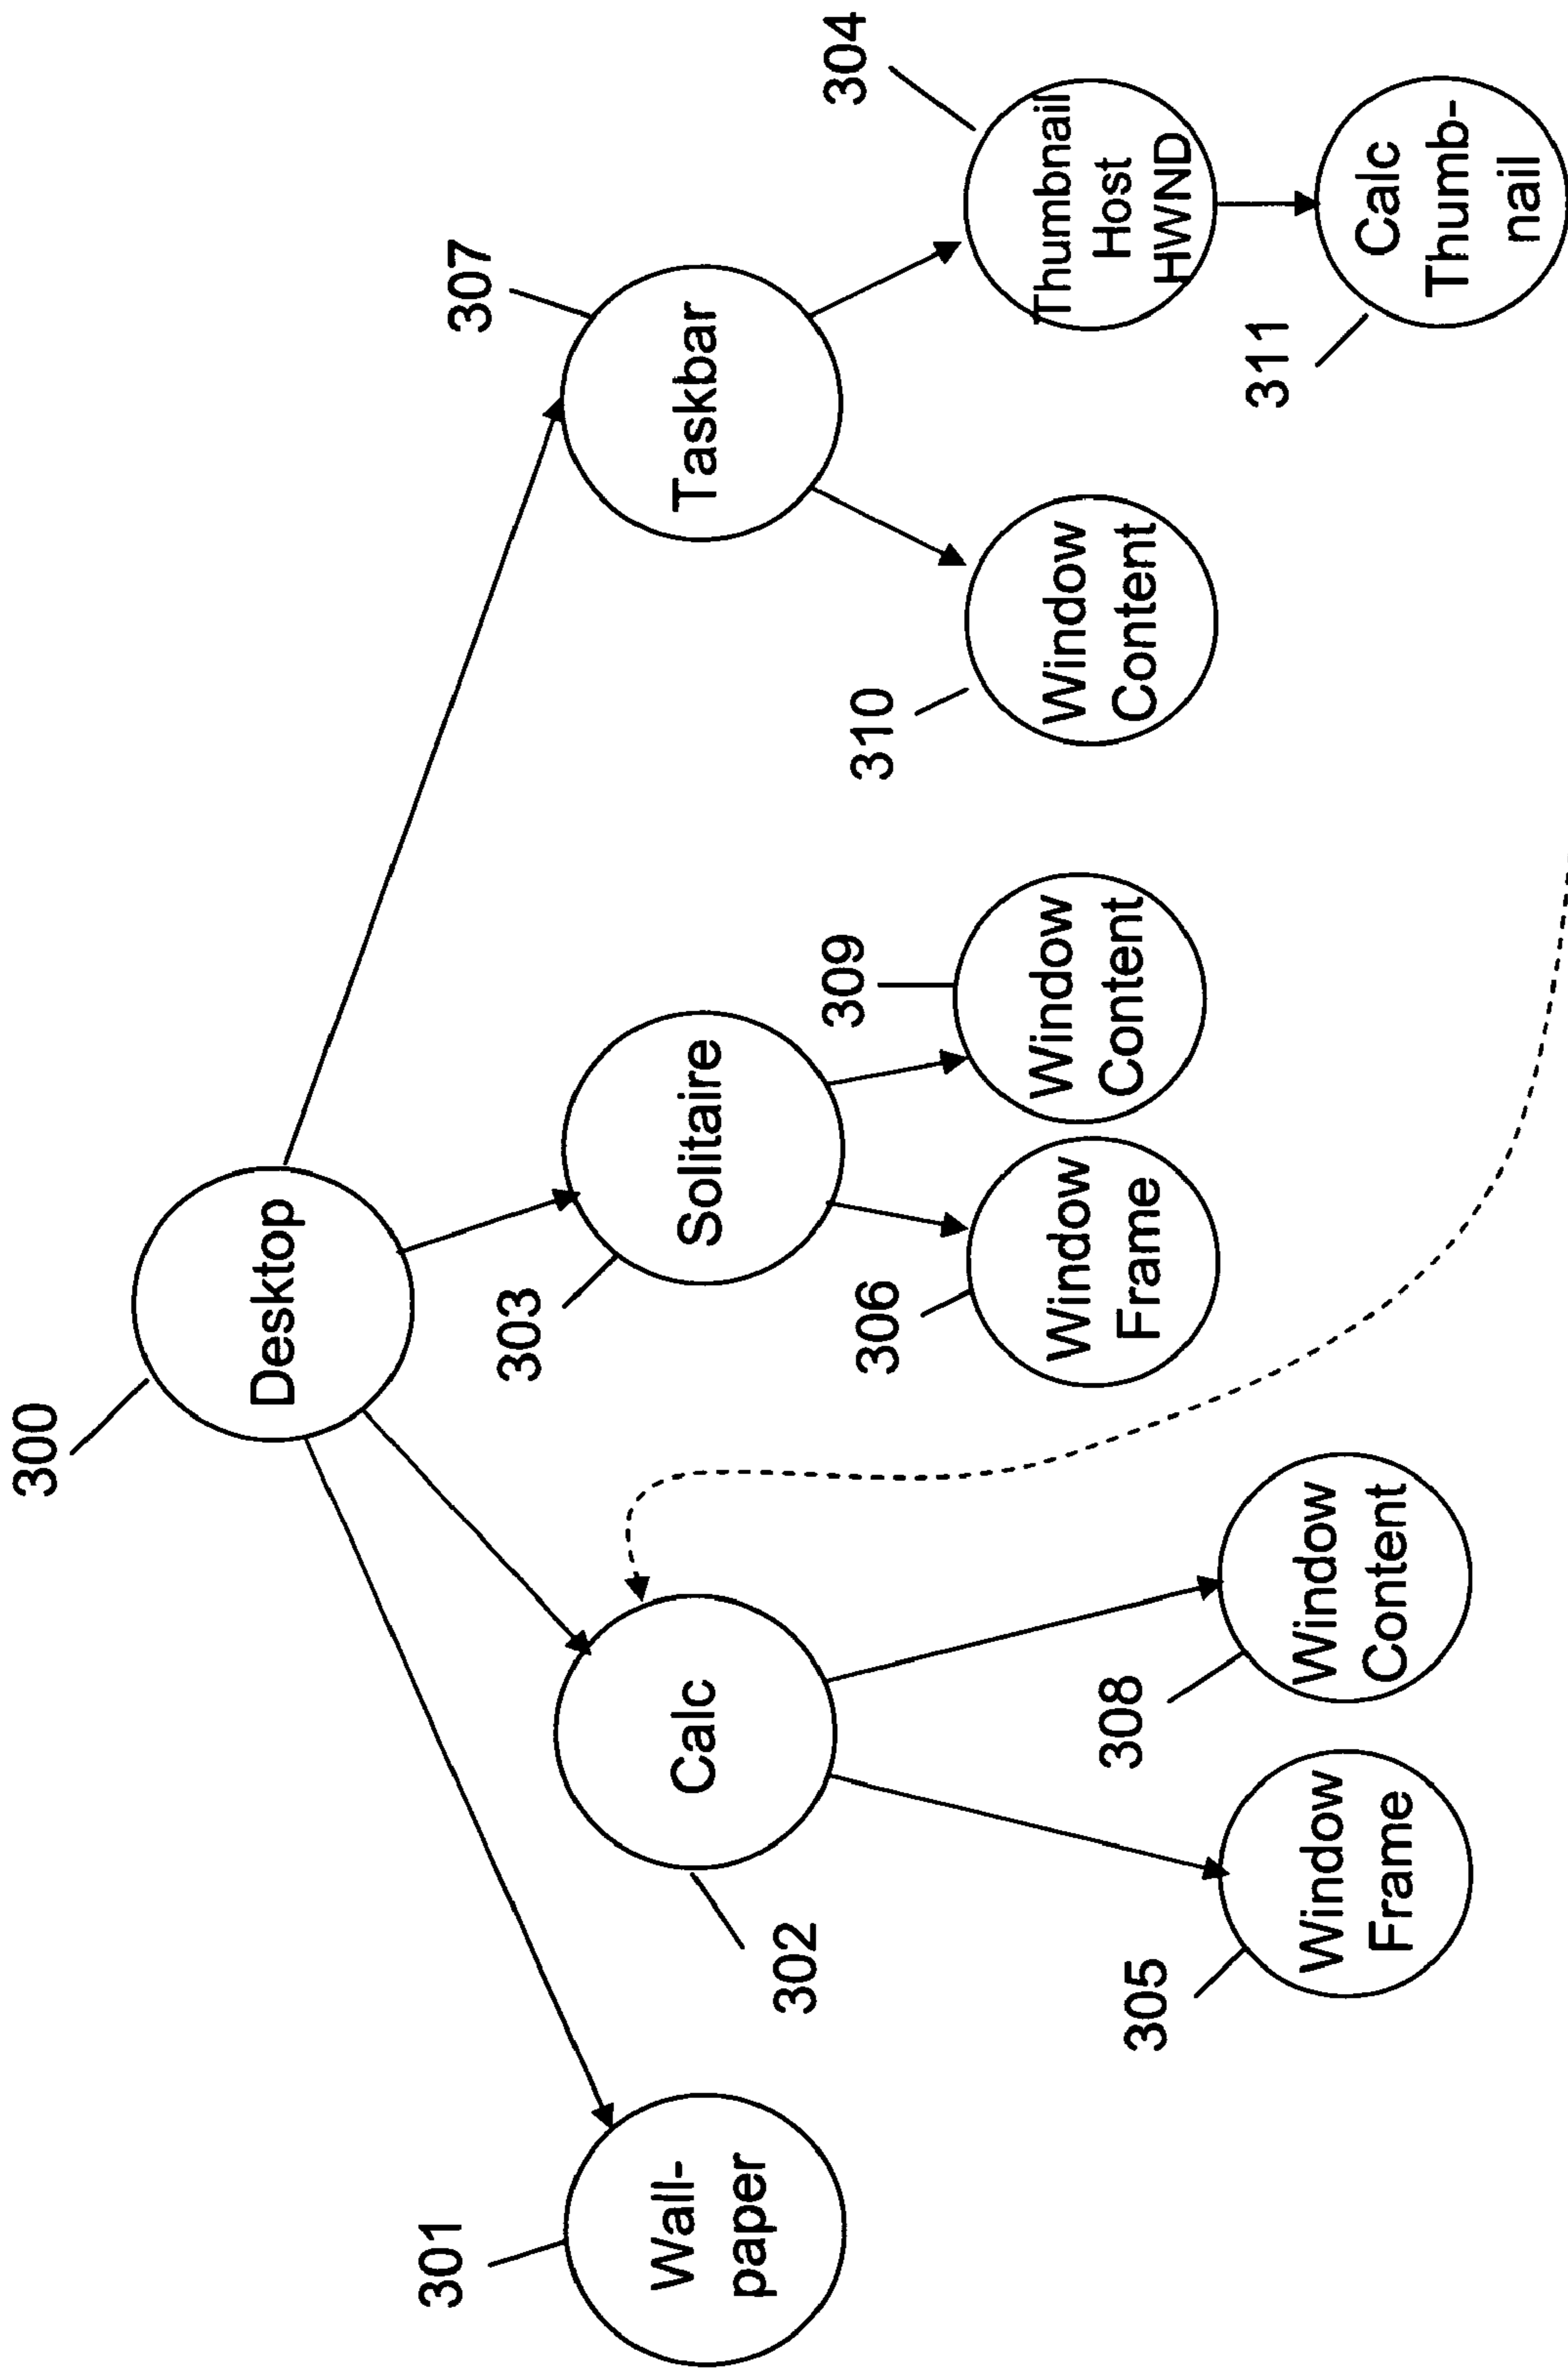 300
Desktop
301
Wall-
paper
302
Calc
303
Solitaire
307
Taskbar
305
Window
Frame
308
Window
Content
306
Window
Frame
309
Window
Content
310
Window
Content
304
Thumbnail
Host
HWND
311
Calc
Thumb-
nail